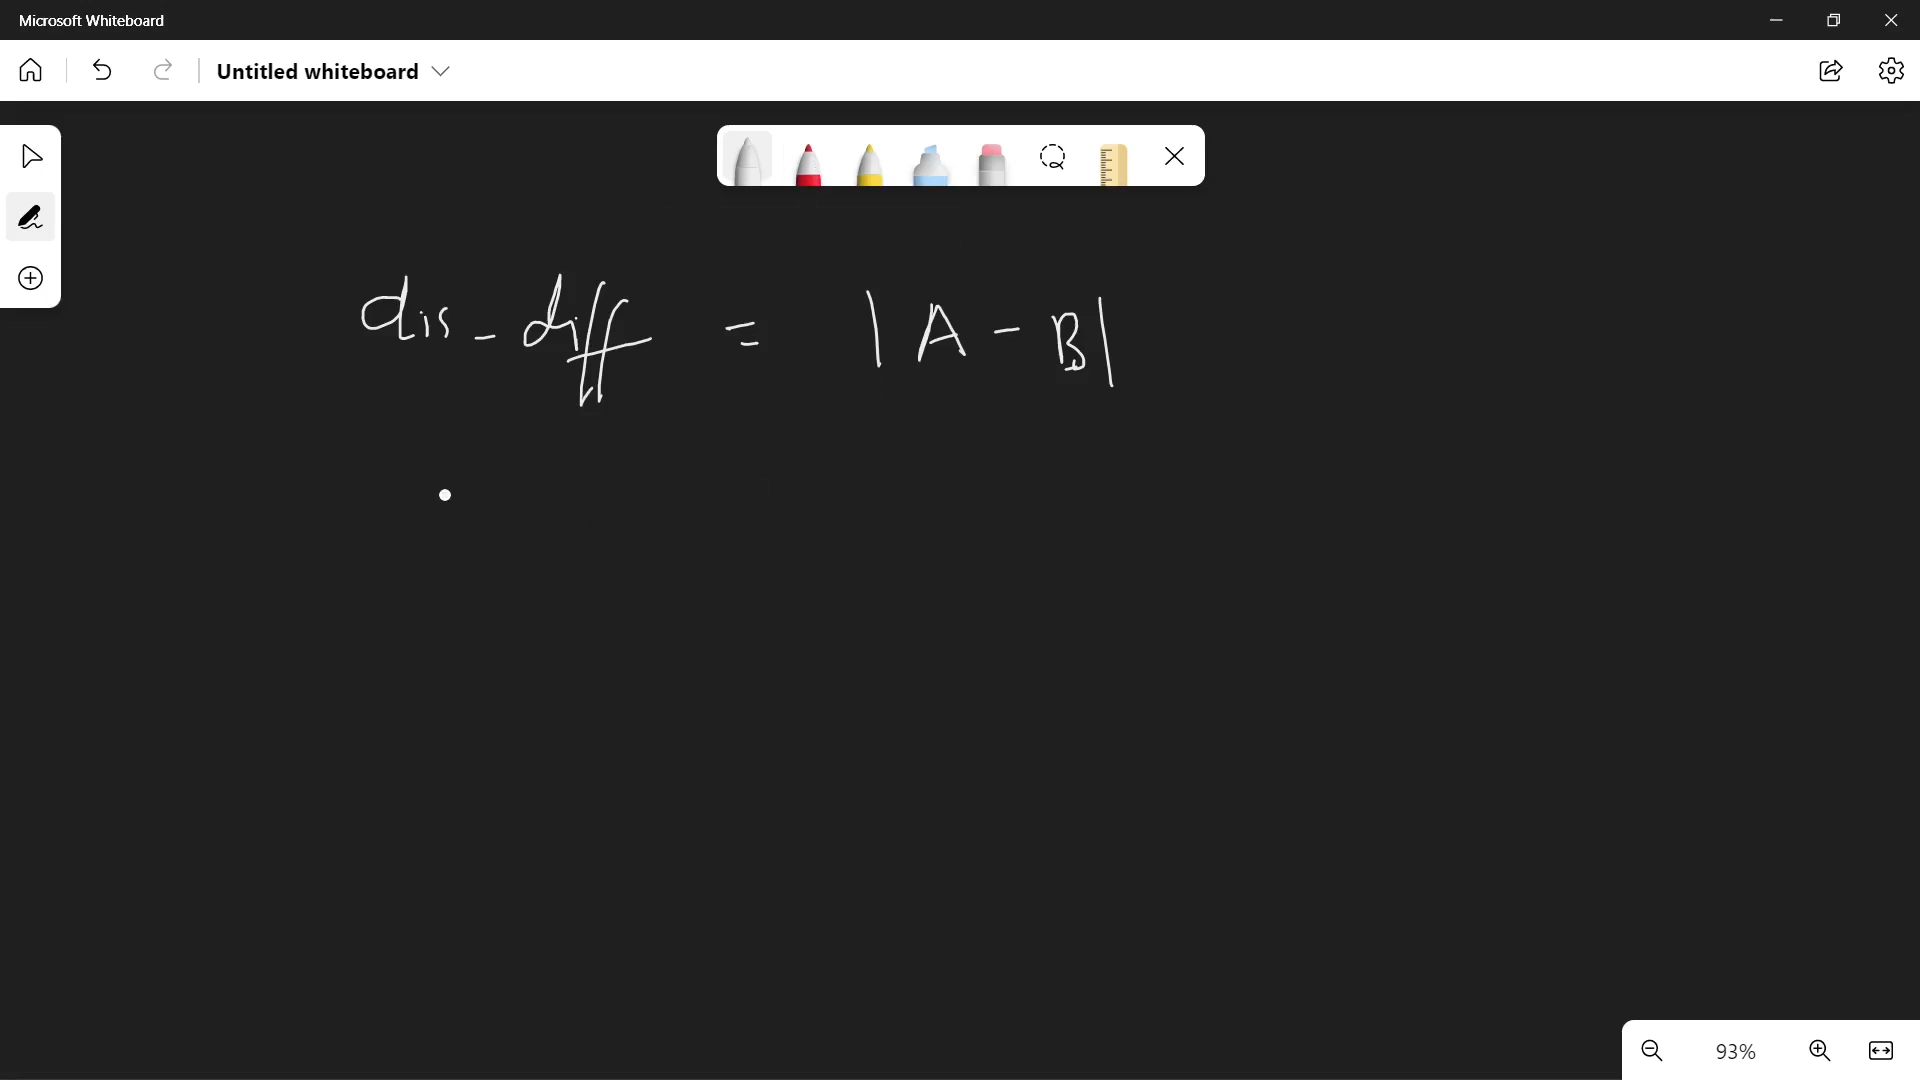 Microsoft Whiteboard
Untitled whiteboard
dis_diff = |A - B|
93%